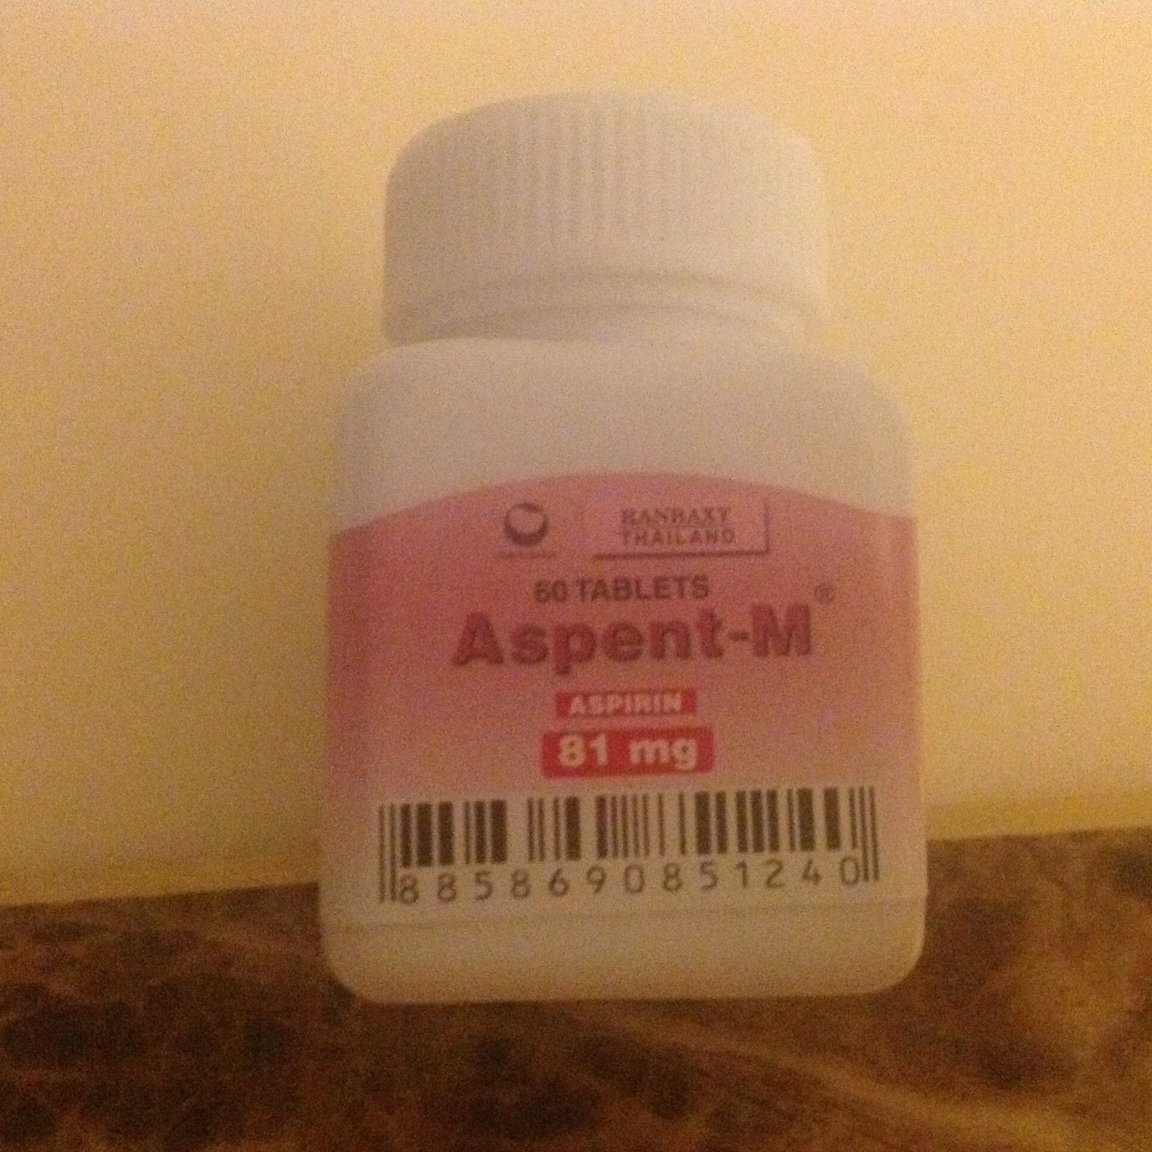 RANBAXY
THAILAND
60 TABLETS
Aspent-M®
ASPIRIN
81 mg
8858690851240